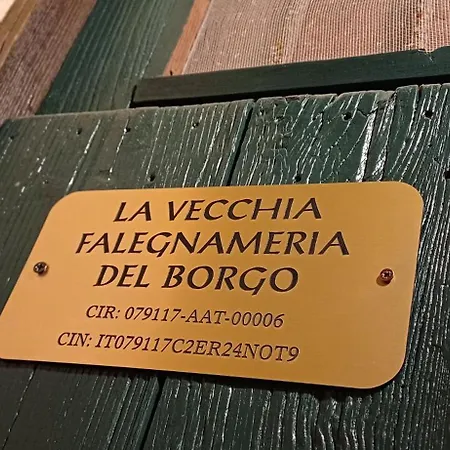 LA VECCHIA
FALEGNAMERIA
DEL BORGO
CIR: 079117-AAT-00006
CIN: IT079117C2ER24NOT9